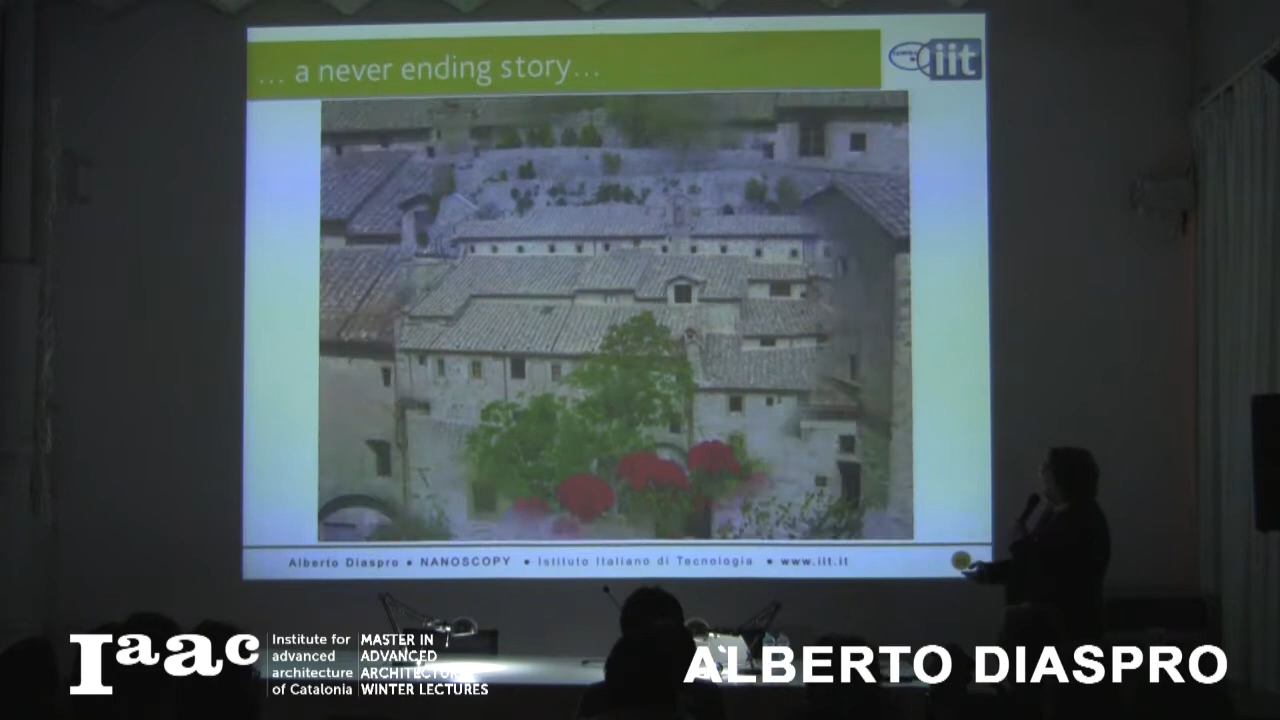 ... a never ending story...
iit
Alberto Diaspro • NANOSCOPY • Istituto Italiano di Tecnologia • www.iit.it
Iaac
Institute for
advanced
architecture
of Catalonia
MASTER IN
ADVANCED
ARCHITECTURE
WINTER LECTURES
ALBERTO DIASPRO